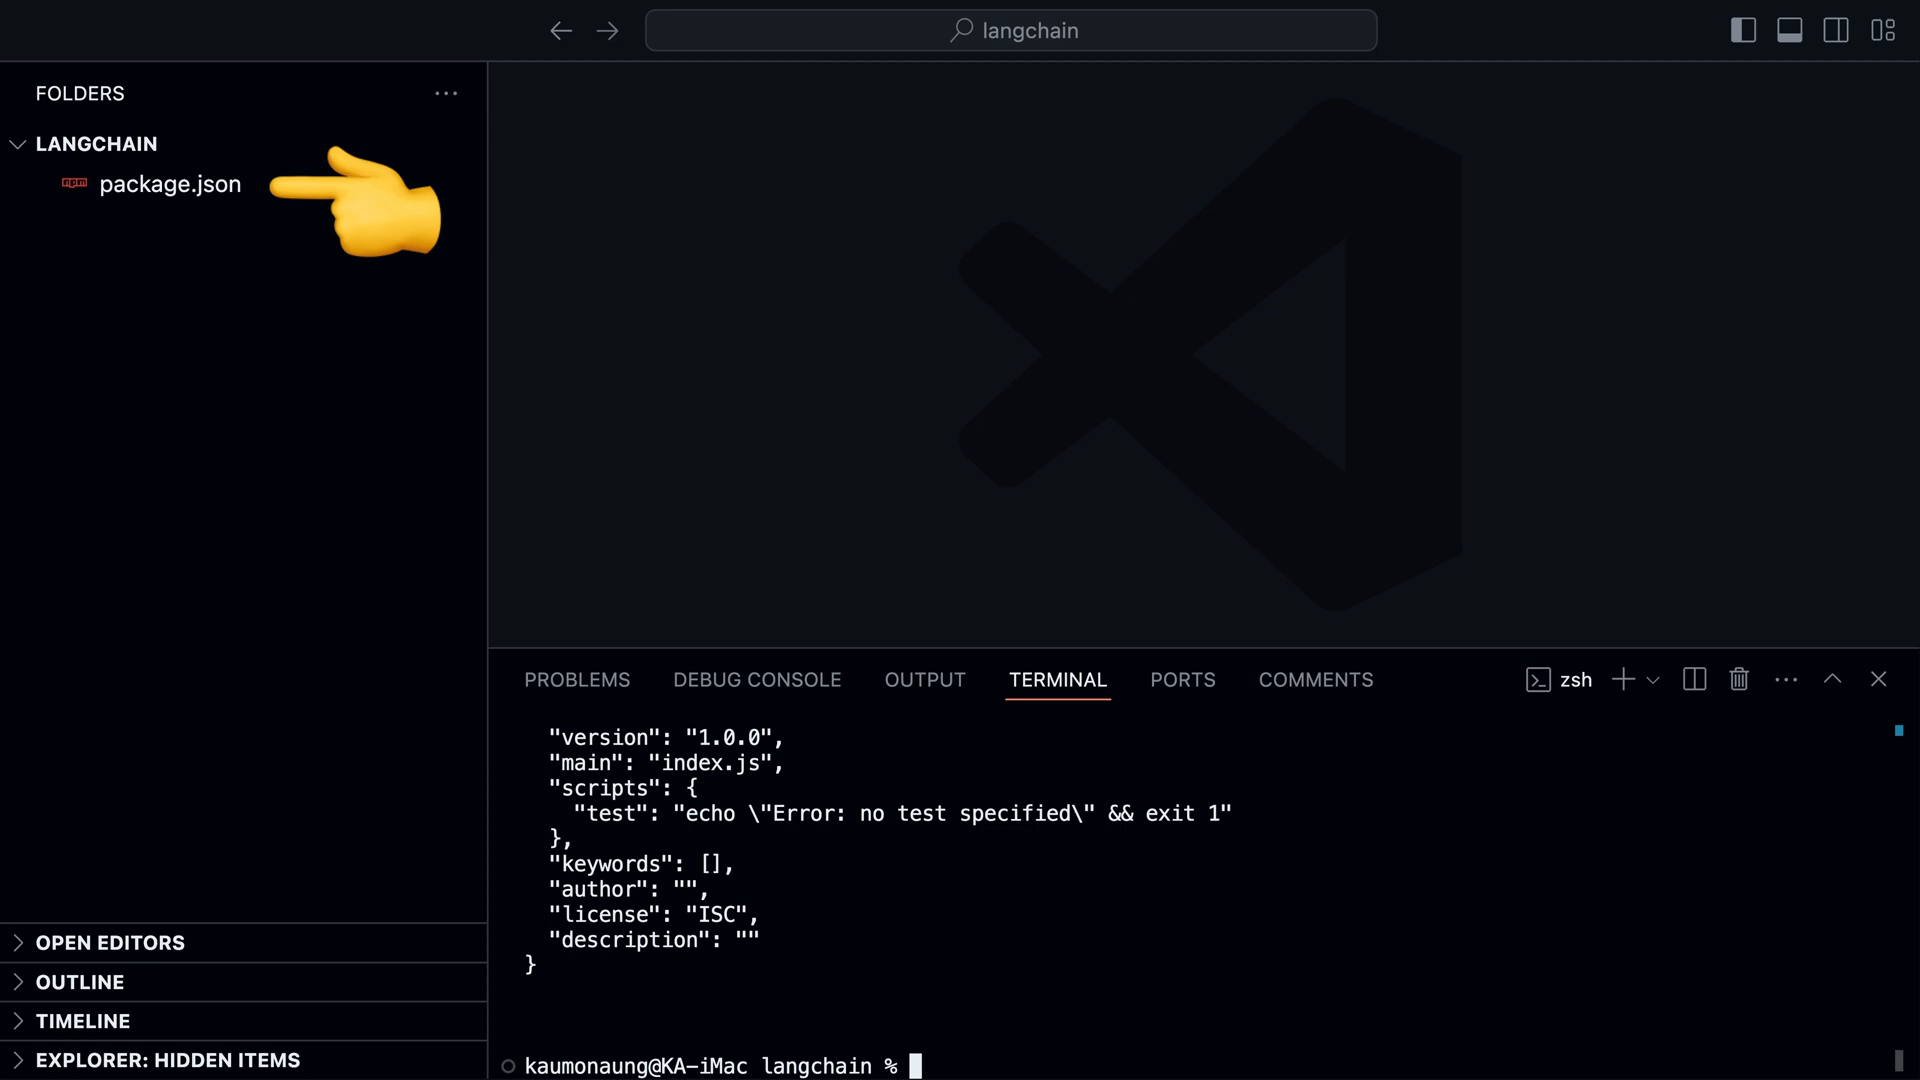 langchain
FOLDERS
LANGCHAIN
package.json
OPEN EDITORS
OUTLINE
TIMELINE
EXPLORER: HIDDEN ITEMS
PROBLEMS DEBUG CONSOLE OUTPUT TERMINAL PORTS COMMENTS zsh
"version": "1.0.0",
"main": "index.js",
"scripts": {
"test": "echo \"Error: no test specified\" && exit 1"
},
"keywords": [],
"author": "",
"license": "ISC",
"description": ""
}
kaumonaung@KA-iMac langchain %